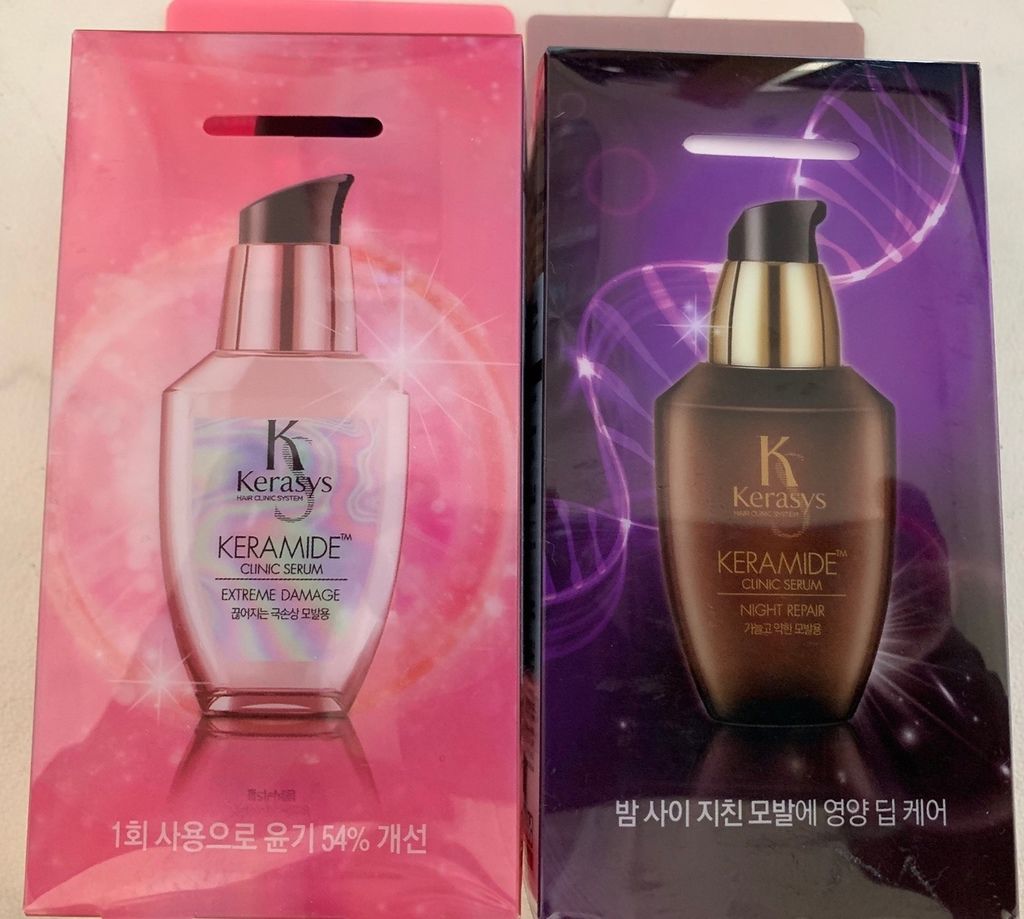 K
Kerasys
HAIR CLINIC SYSTEM
KERAMIDE™
CLINIC SERUM
EXTREME DAMAGE
끊어지는 극손상 모발용
1회 사용으로 윤기 54% 개선
K
Kerasys
HAIR CLINIC SYSTEM
KERAMIDE™
CLINIC SERUM
NIGHT REPAIR
가늘고 약한 모발용
밤 사이 지친 모발에 영양 딥 케어